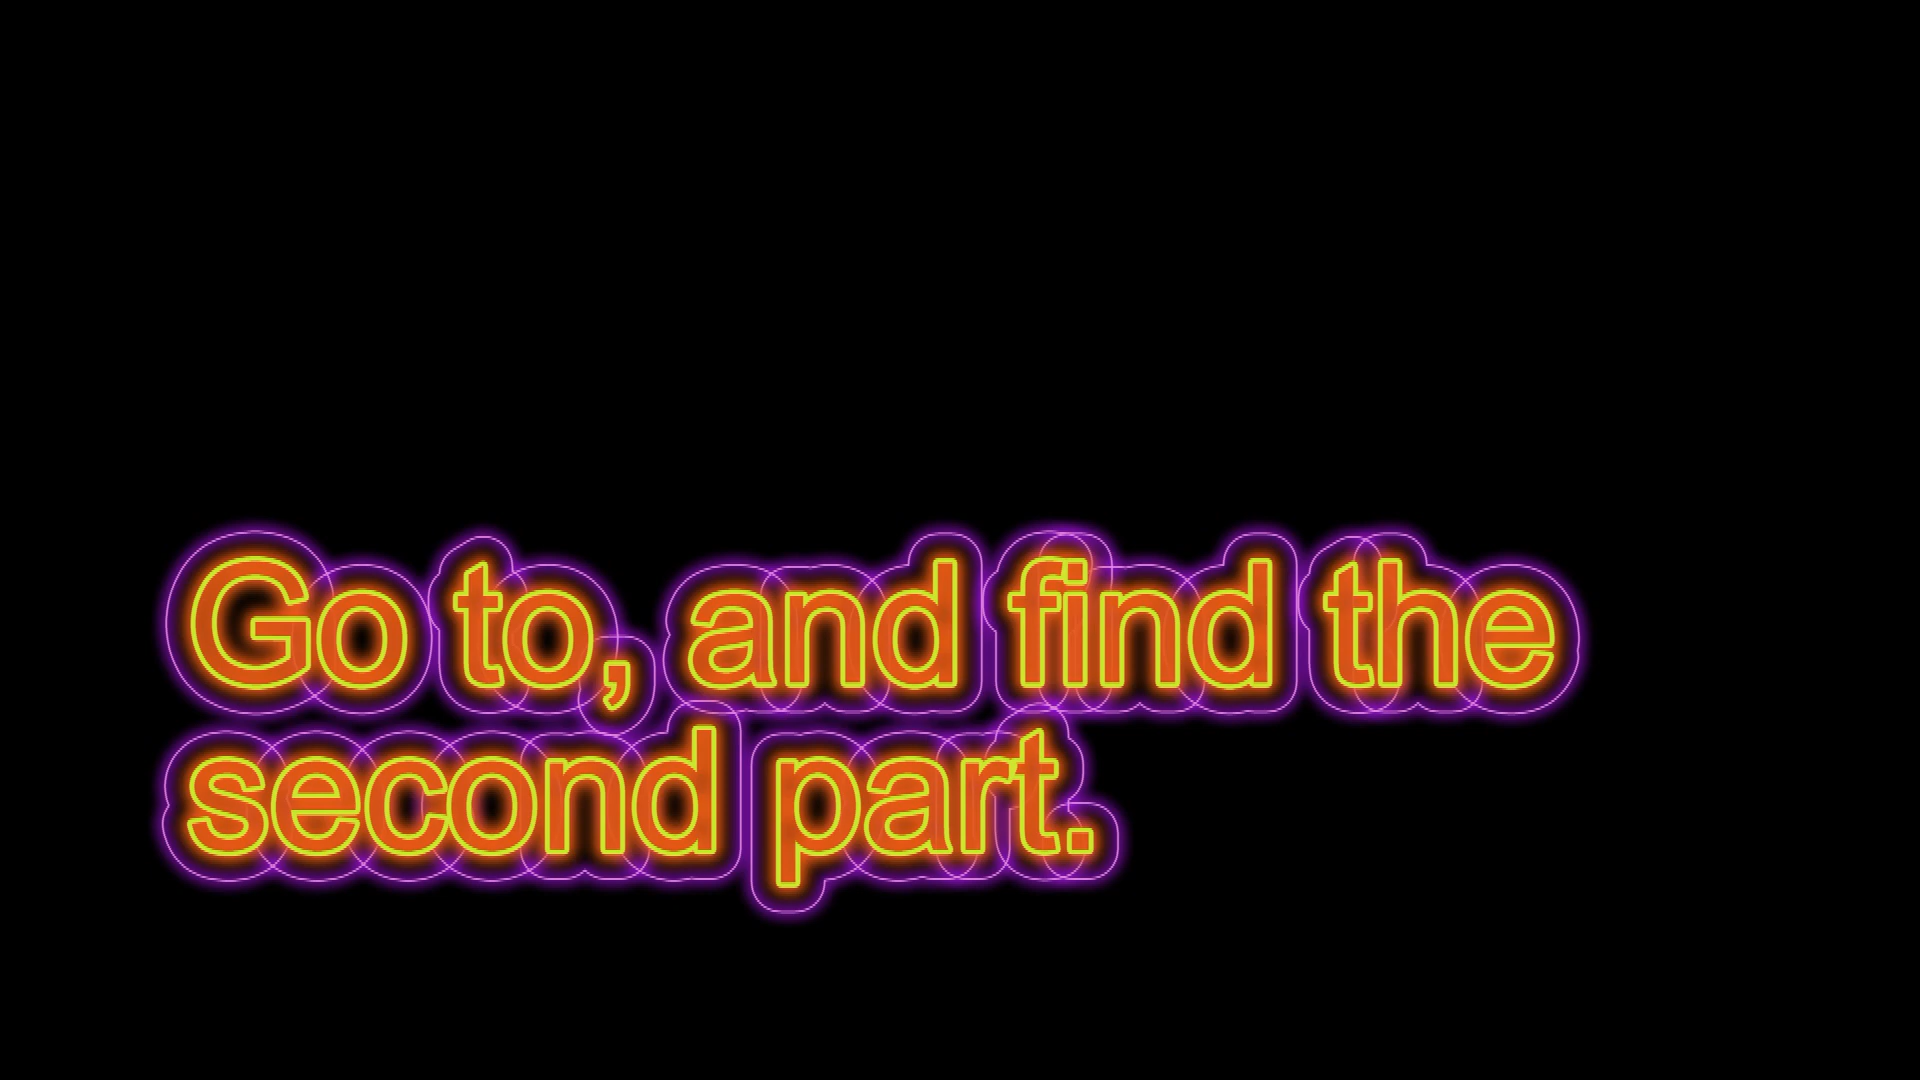 Go to, and find the
second part.